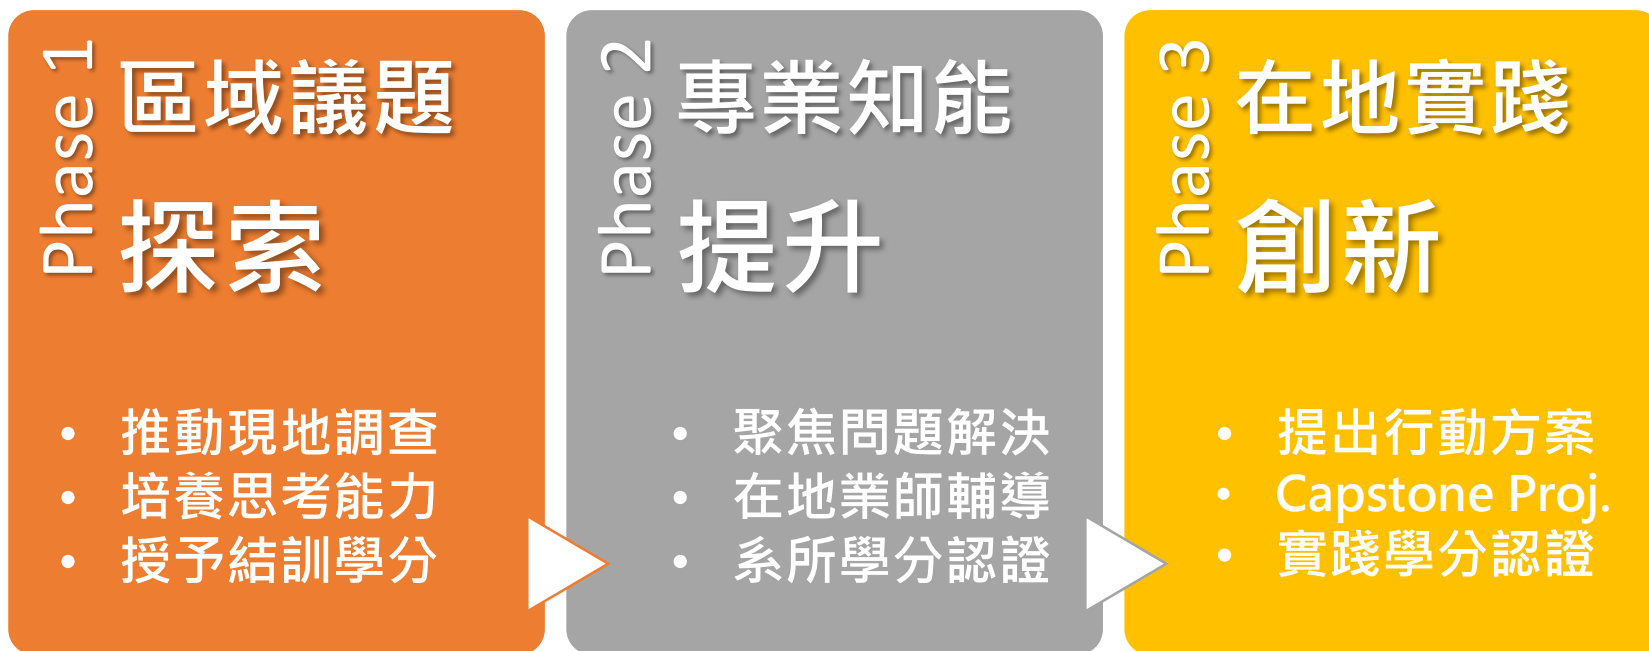 Phase 1
區域議題
探索
• 推動現地調查
• 培養思考能力
• 授予結訓學分
Phase 2
專業知能
提升
• 聚焦問題解決
• 在地業師輔導
• 系所學分認證
Phase 3
在地實踐
創新
• 提出行動方案
• Capstone Proj.
• 實踐學分認證